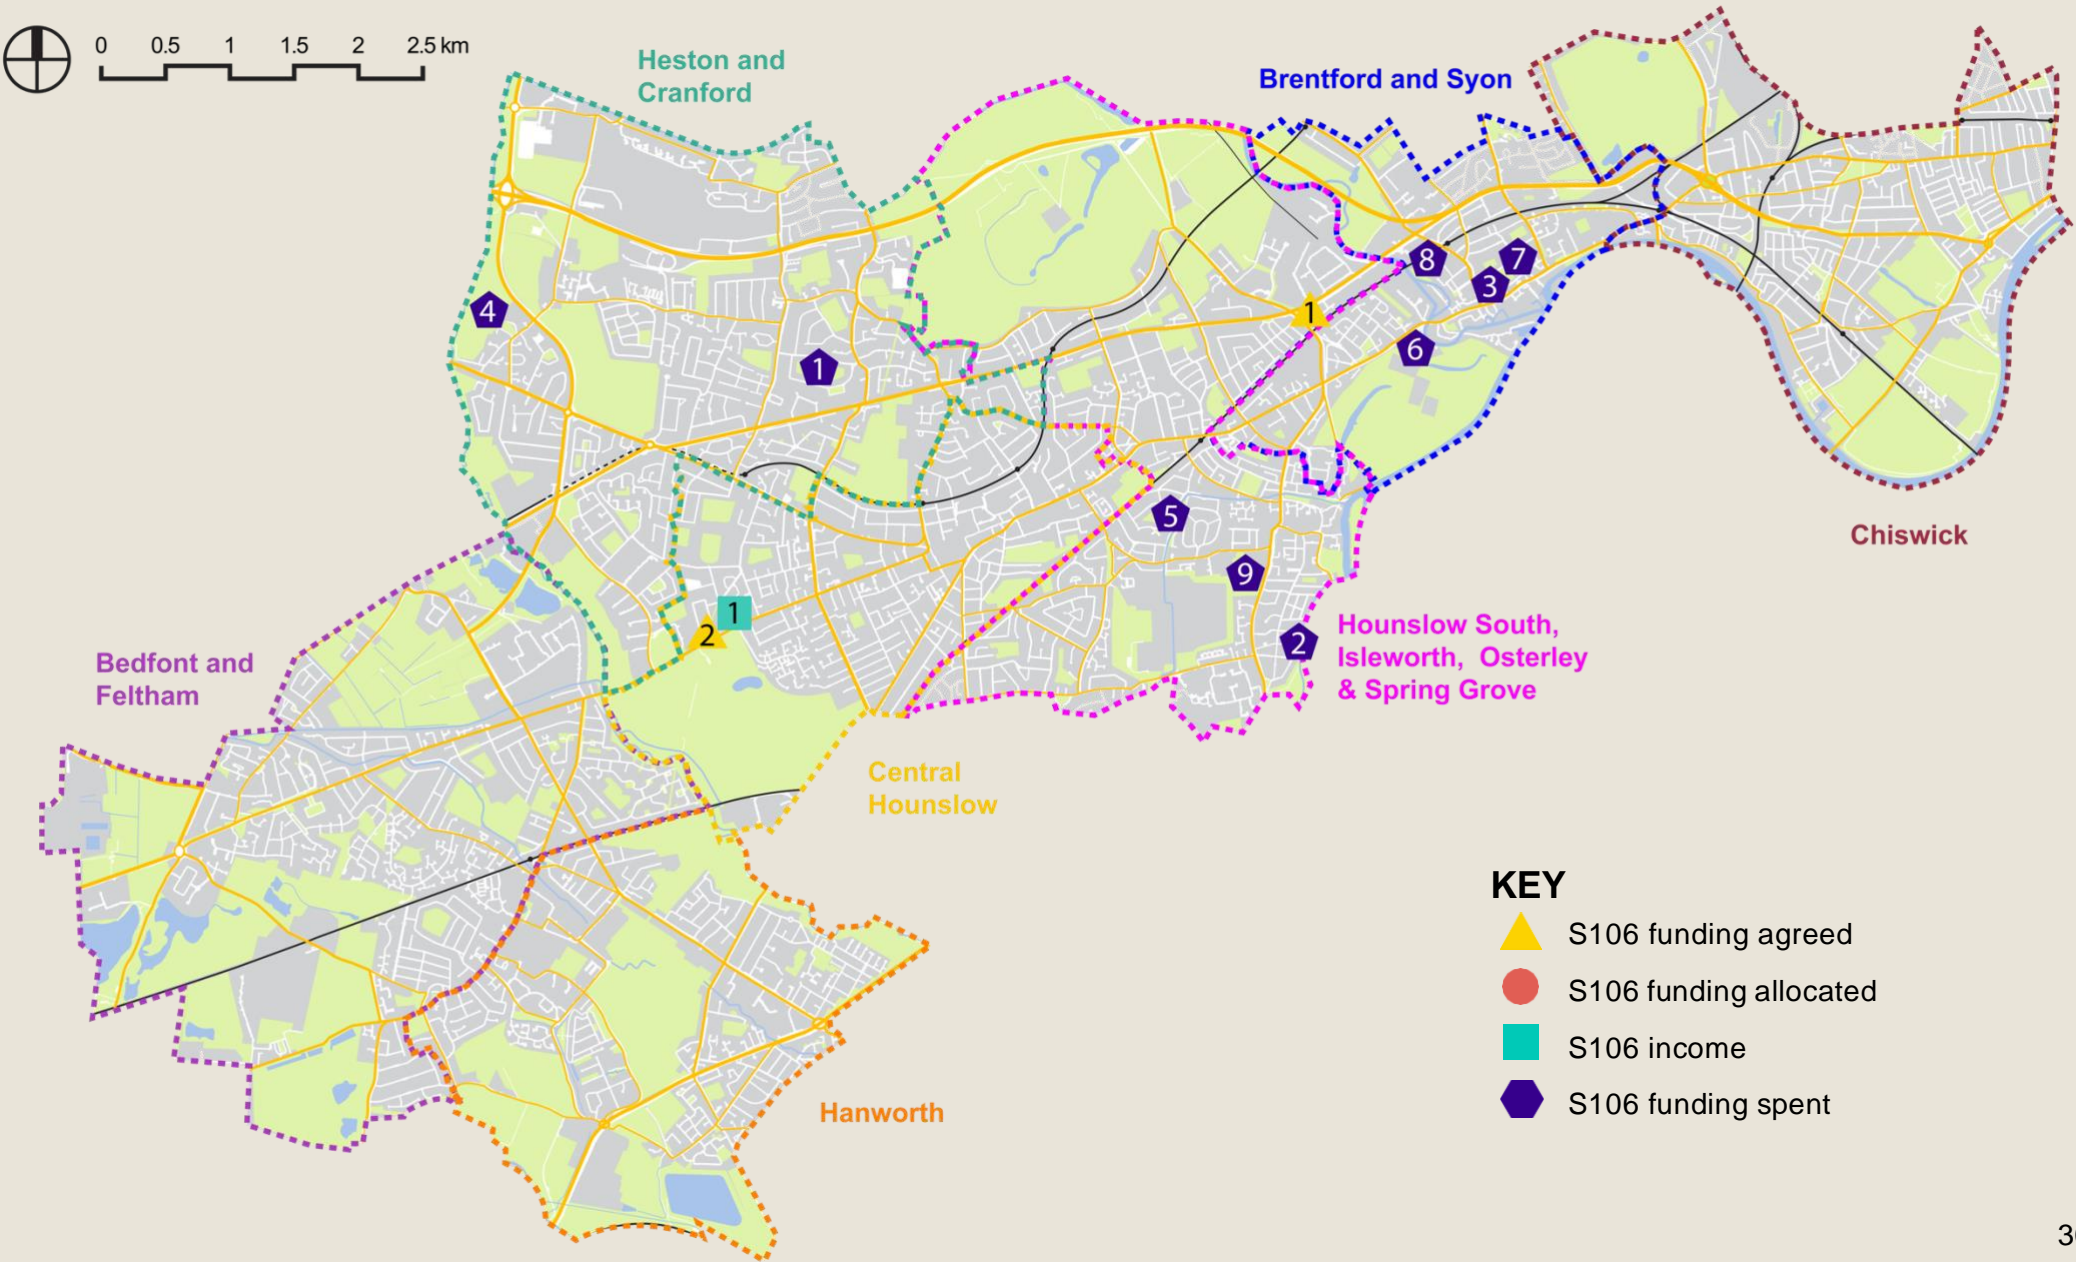 0 0.5 1 1.5 2 2.5 km
Heston and
Cranford
Brentford and Syon
8
7
3
4
1
6
1
5
Chiswick
9
1
2
2
Hounslow South,
Isleworth, Osterley
& Spring Grove
Bedfont and
Feltham
Central
Hounslow
KEY
S106 funding agreed
S106 funding allocated
S106 income
S106 funding spent
Hanworth